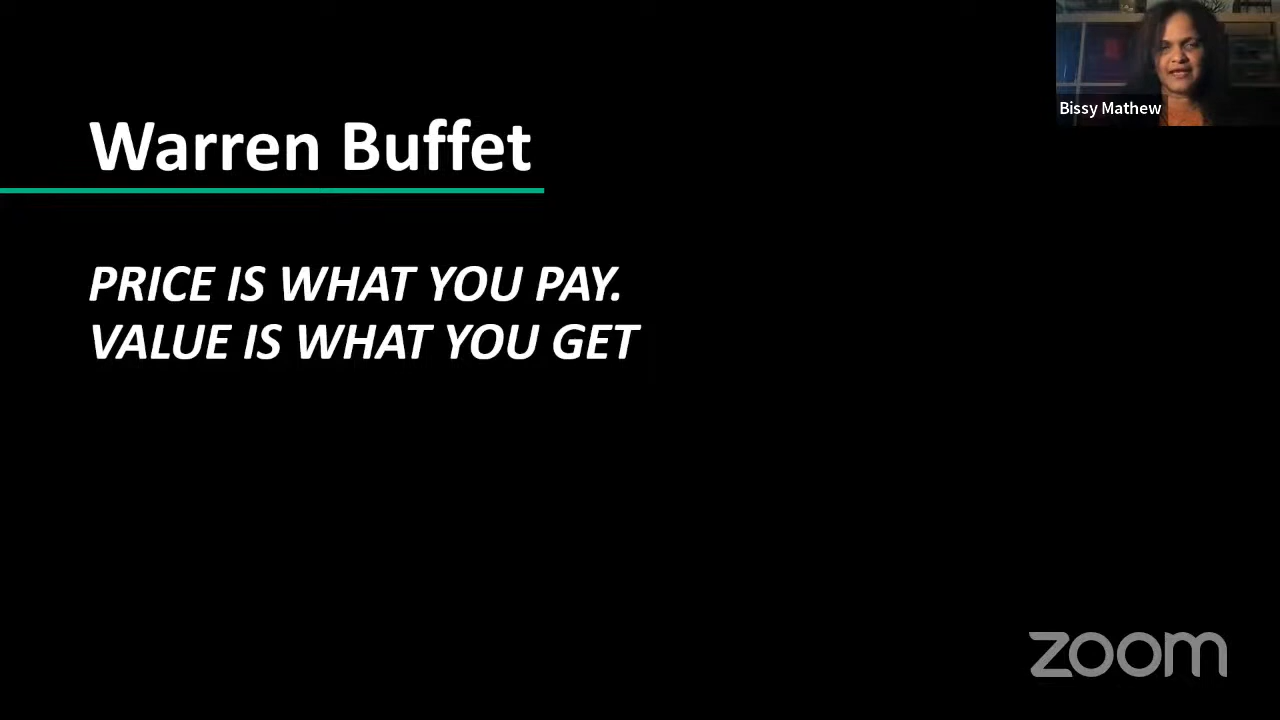 Warren Buffet
PRICE IS WHAT YOU PAY.
VALUE IS WHAT YOU GET
Bissy Mathew
zoom